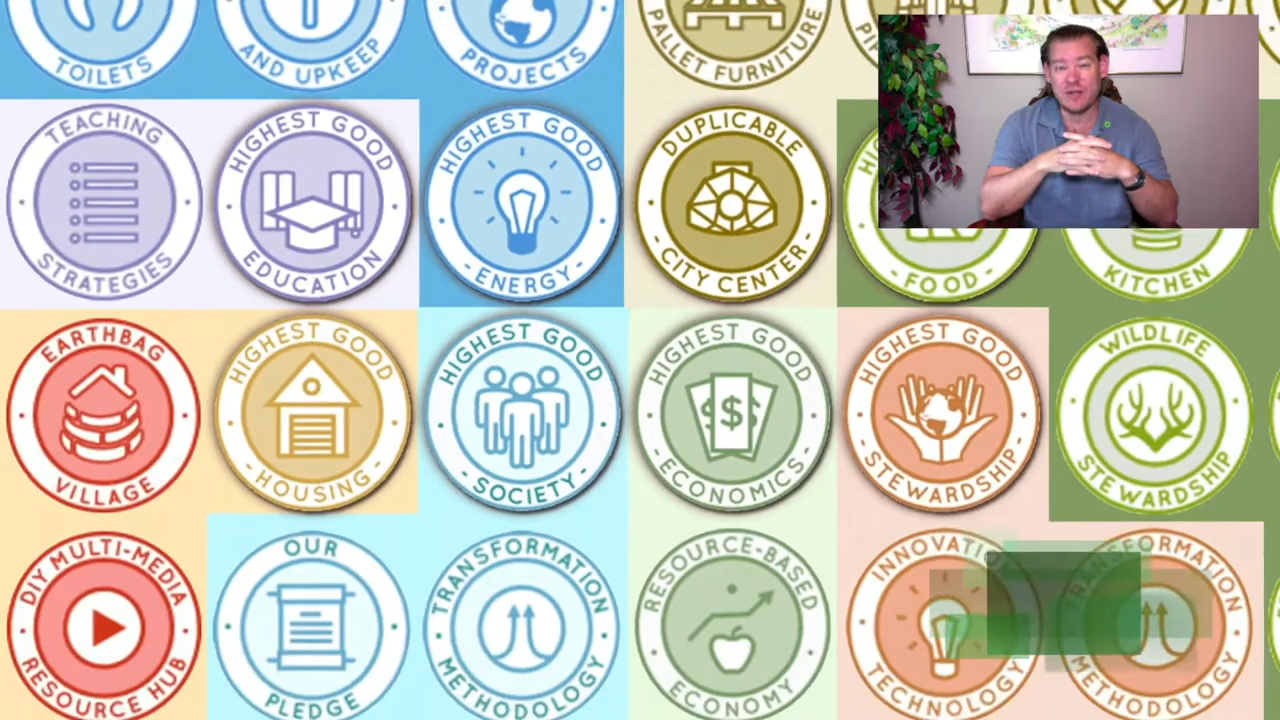 TOILETS
AND UPKEEP
PROJECTS
PALLET FURNITURE
TEACHING
STRATEGIES
HIGHEST GOOD
EDUCATION
HIGHEST GOOD
- ENERGY -
DUPLICABLE
- CITY CENTER -
- FOOD -
KITCHEN
EARTHBAG
VILLAGE
HIGHEST GOOD
- HOUSING -
HIGHEST GOOD
- SOCIETY -
HIGHEST GOOD
$ $ $
- ECONOMICS -
HIGHEST GOOD
- STEWARDSHIP -
WILDLIFE
STEWARDSHIP
DIY MULTI-MEDIA
RESOURCE HUB
OUR
PLEDGE
TRANSFORMATION
METHODOLOGY
RESOURCE-BASED
ECONOMY
TECHNOLOGY
TRANSFORMATION
METHODOLOGY